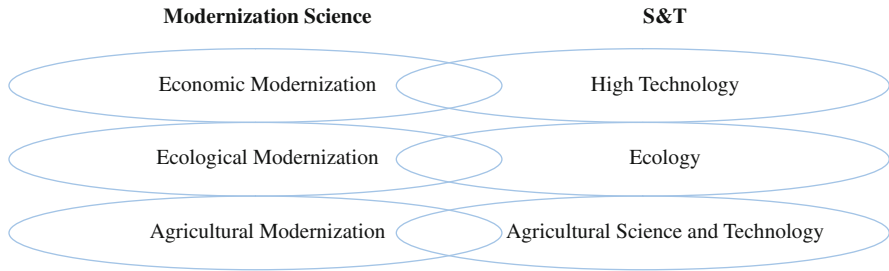 Modernization Science
S&T
Economic Modernization
High Technology
Ecological Modernization
Ecology
Agricultural Modernization
Agricultural Science and Technology